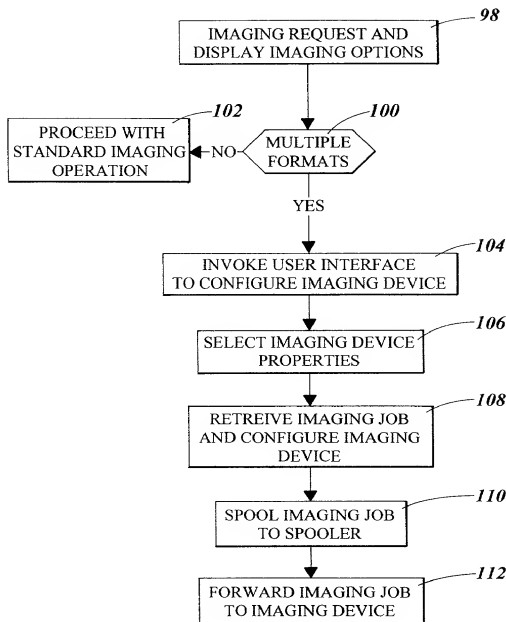 98
IMAGING REQUEST AND
DISPLAY IMAGING OPTIONS
102
100
PROCEED WITH
STANDARD IMAGING
OPERATION
NO
MULTIPLE
FORMATS
YES
104
INVOKE USER INTERFACE
TO CONFIGURE IMAGING DEVICE
106
SELECT IMAGING DEVICE
PROPERTIES
108
RETREIVE IMAGING JOB
AND CONFIGURE IMAGING
DEVICE
110
SPOOL IMAGING JOB
TO SPOOLER
112
FORWARD IMAGING JOB
TO IMAGING DEVICE